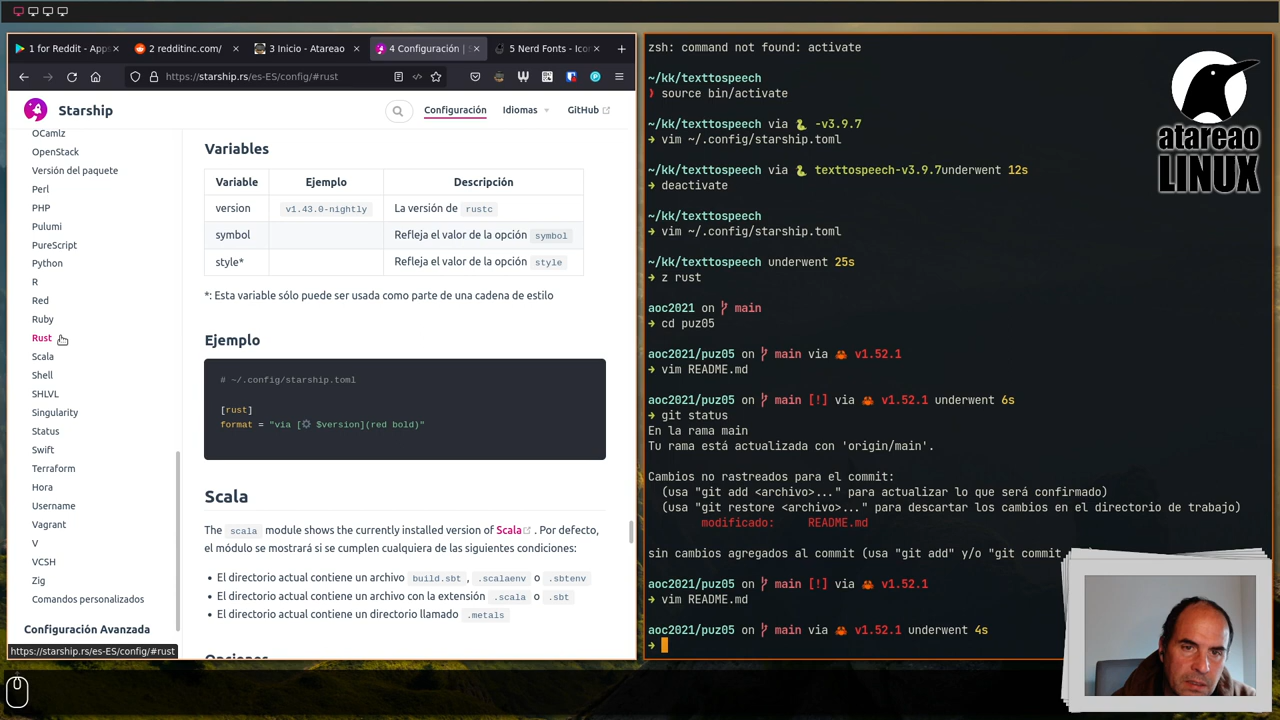 1 for Reddit - App
2 redditinc.com/
3 Inicio - Atareao
4 Configuración |
5 Nerd Fonts - Ico
https://starship.rs/es-ES/config/#rust
Starship
Configuración
Idiomas
GitHub
OCamlz
OpenStack
Versión del paquete
Perl
PHP
Pulumi
PureScript
Python
R
Red
Ruby
Rust
Scala
Shell
SHLVL
Singularity
Status
Swift
Terraform
Hora
Username
Vagrant
V
VCSH
Zig
Comandos personalizados
Configuración Avanzada
https://starship.rs/es-ES/config/#rust
Variables
Variable Ejemplo Descripción
version v1.43.0-nightly La versión de rustc
symbol Refleja el valor de la opción symbol
style* Refleja el valor de la opción style
*: Esta variable sólo puede ser usada como parte de una cadena de estilo
Ejemplo
# ~/.config/starship.toml
[rust]
format = "via [⚙️ $version](red bold)"
Scala
The scala module shows the currently installed version of Scala . Por defecto,
el módulo se mostrará si se cumplen cualquiera de las siguientes condiciones:
• El directorio actual contiene un archivo build.sbt , .scalaenv o .sbtenv
• El directorio actual contiene un archivo con la extensión .scala o .sbt
• El directorio actual contiene un directorio llamado .metals
Opciones
zsh: command not found: activate
~/kk/texttospeech
❯ source bin/activate
~/kk/texttospeech via 🐍 -v3.9.7
➜ vim ~/.config/starship.toml
~/kk/texttospeech via 🐍 texttospeech-v3.9.7underwent 12s
➜ deactivate
~/kk/texttospeech
➜ vim ~/.config/starship.toml
~/kk/texttospeech underwent 25s
➜ z rust
aoc2021 on main
➜ cd puz05
aoc2021/puz05 on main via 🦀 v1.52.1
➜ vim README.md
aoc2021/puz05 on main [!] via 🦀 v1.52.1 underwent 6s
➜ git status
En la rama main
Tu rama está actualizada con 'origin/main'.
Cambios no rastreados para el commit:
(usa "git add <archivo>..." para actualizar lo que será confirmado)
(usa "git restore <archivo>..." para descartar los cambios en el directorio de trabajo)
modificado: README.md
sin cambios agregados al commit (usa "git add" y/o "git commit
aoc2021/puz05 on main [!] via 🦀 v1.52.1
➜ vim README.md
aoc2021/puz05 on main via 🦀 v1.52.1 underwent 4s
➜
atareao
LINUX